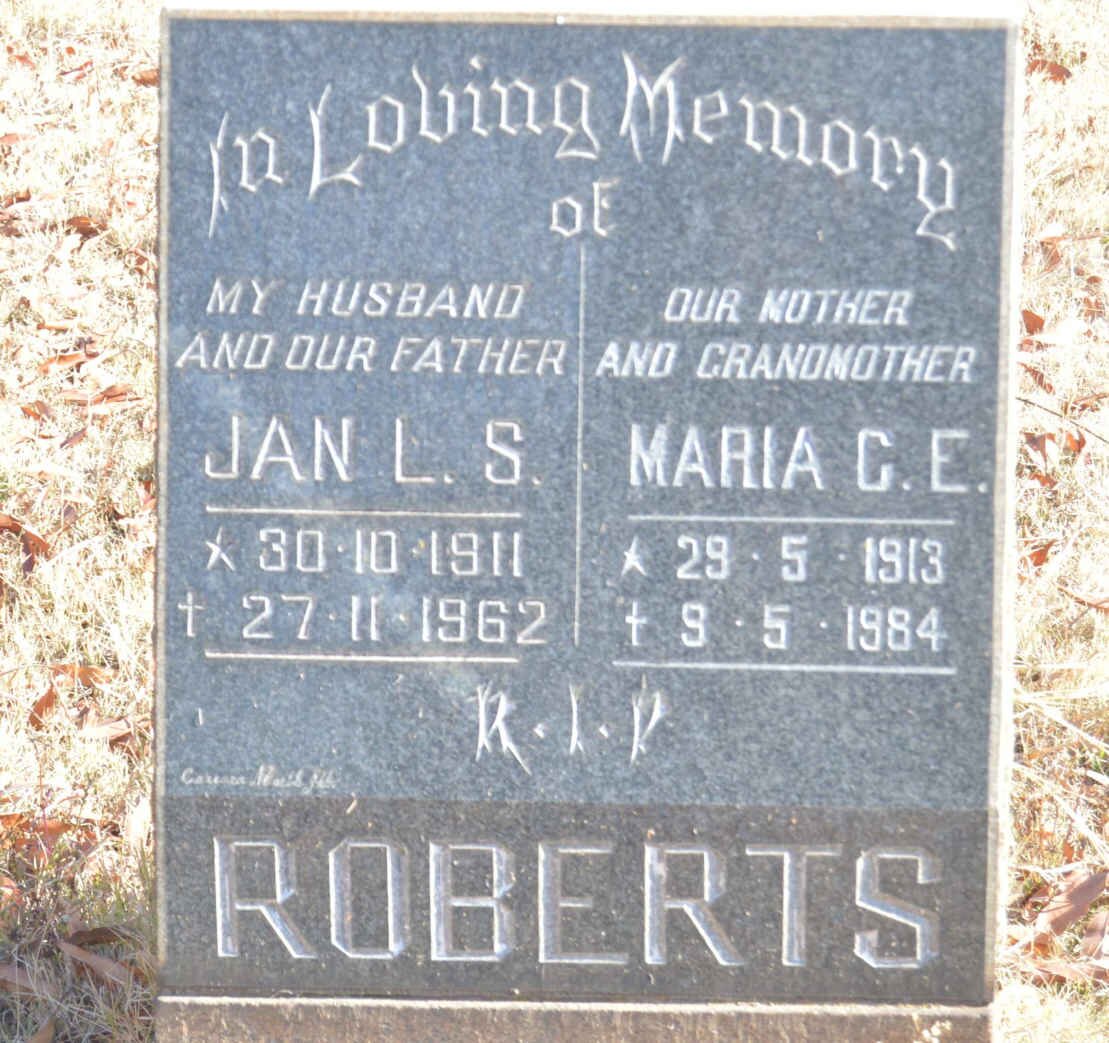 In Loving Memory
of
MY HUSBAND
AND OUR FATHER
JAN L. S.
★ 30·10·1911
† 27·11·1962
OUR MOTHER
AND GRANDMOTHER
MARIA C. E.
★ 29·5·1913
† 9·5·1984
R·I·P
ROBERTS